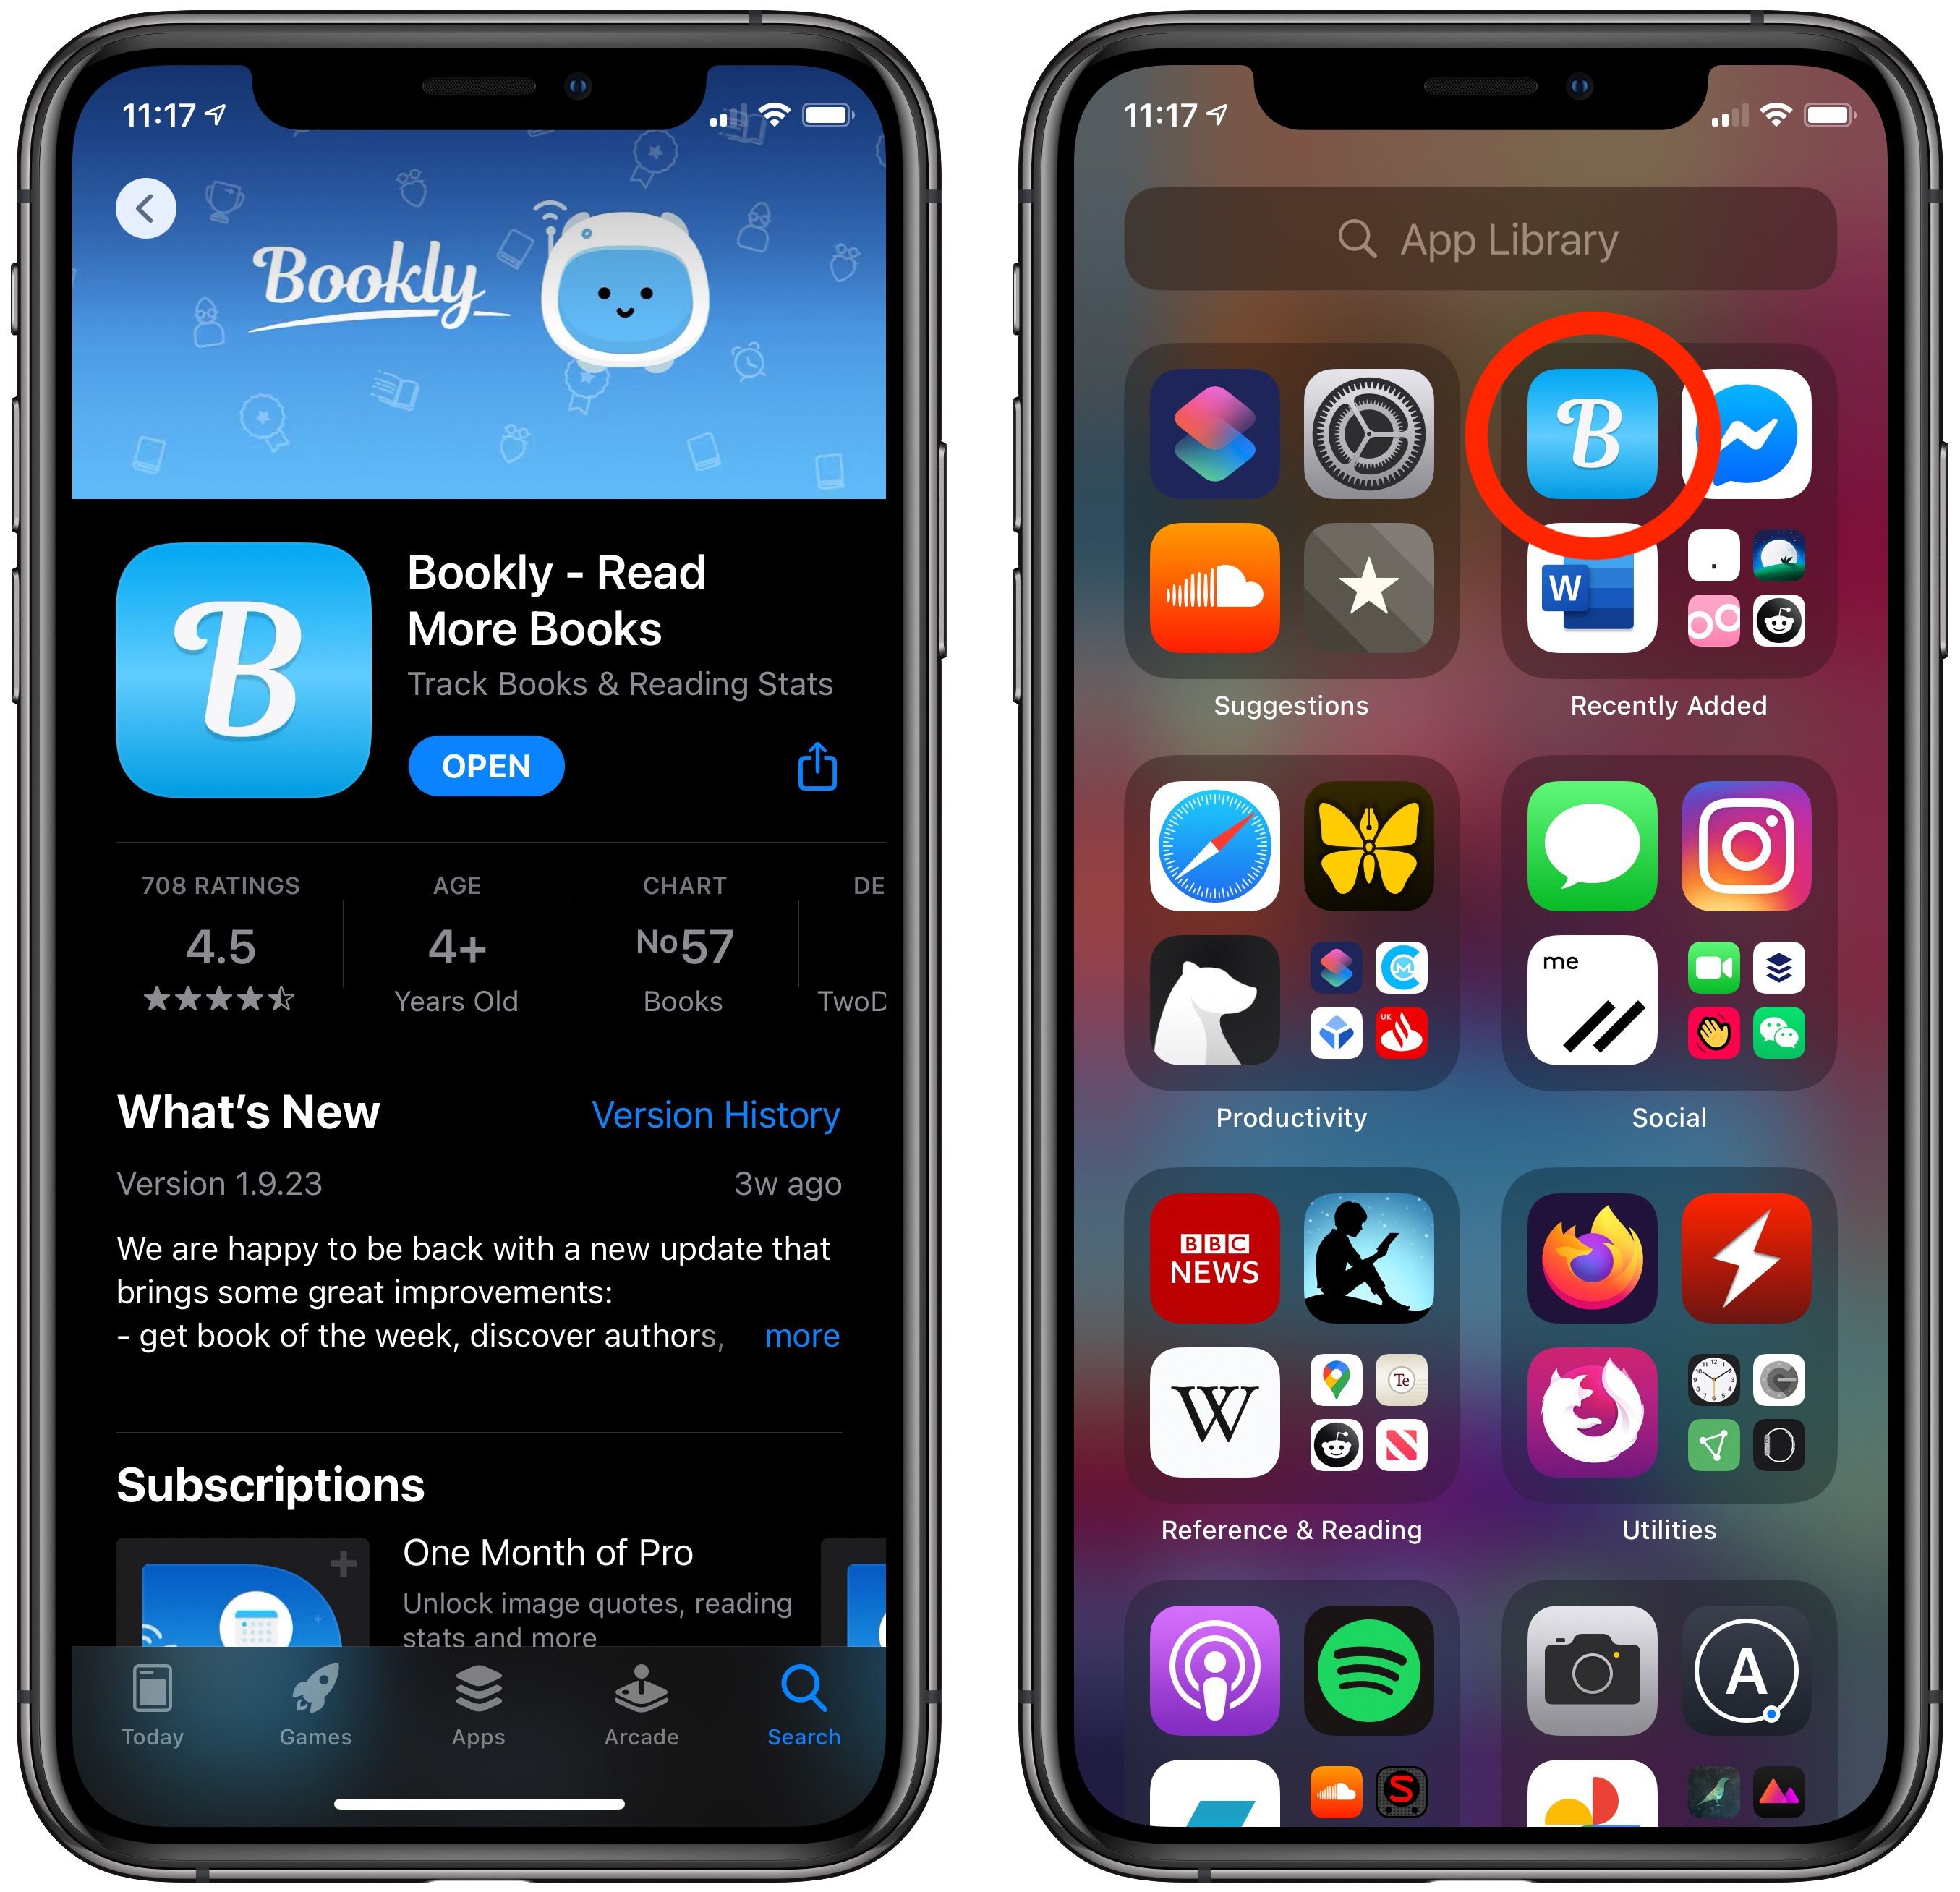 11:17
Bookly
B
Bookly - Read
More Books
Track Books & Reading Stats
OPEN
708 RATINGS
AGE
CHART
DE
4.5
4+
No57
Years Old
Books
TwoD
What's New
Version History
Version 1.9.23
3w ago
We are happy to be back with a new update that
brings some great improvements:
- get book of the week, discover authors,
more
Subscriptions
One Month of Pro
Unlock image quotes, reading
stats and more
Today
Games
Apps
Arcade
Search
11:17
App Library
B
W
Suggestions
Recently Added
me
UK
Productivity
Social
BBC
NEWS
W
Te
Reference & Reading
Utilities
A
S